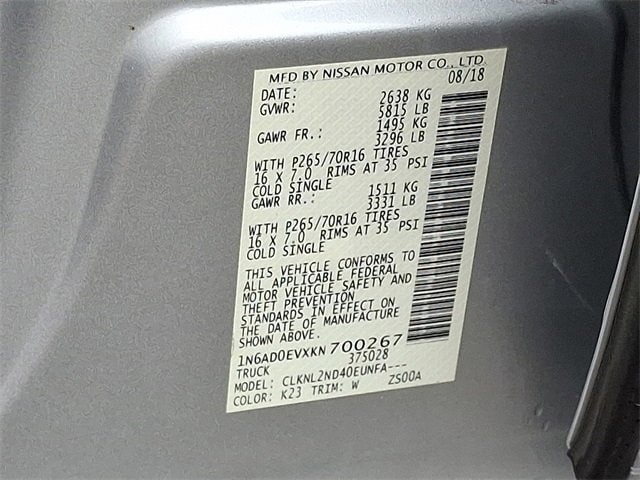 MFD BY NISSAN MOTOR CO., LTD.
DATE: 08/18
GVWR: 2638 KG
5815 LB
GAWR FR.: 1495 KG
3296 LB
WITH P265/70R16 TIRES
16 X 7.0 RIMS AT 35 PSI
COLD SINGLE
GAWR RR.: 1511 KG
3331 LB
WITH P265/70R16 TIRES
16 X 7.0 RIMS AT 35 PSI
COLD SINGLE
THIS VEHICLE CONFORMS TO
ALL APPLICABLE FEDERAL
MOTOR VEHICLE SAFETY AND
THEFT PREVENTION
STANDARDS IN EFFECT ON
THE DATE OF MANUFACTURE
SHOWN ABOVE.
1N6AD0EVXKN700267
TRUCK 375028
MODEL: CLKNL2ND40EUNFA---
COLOR: K23 TRIM: W ZS00A